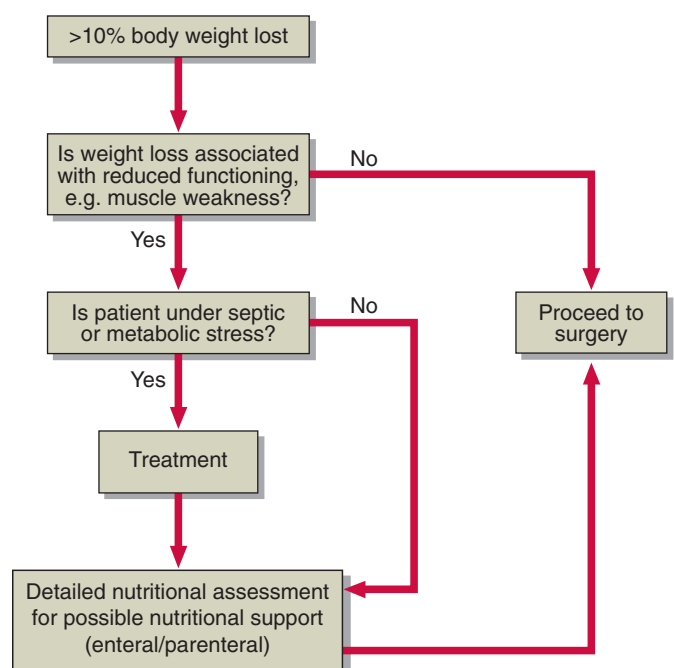 >10% body weight lost
Is weight loss associated
with reduced functioning,
e.g. muscle weakness?
No
Yes
Is patient under septic
or metabolic stress?
No
Proceed to
surgery
Yes
Treatment
Detailed nutritional assessment
for possible nutritional support
(enteral/parenteral)